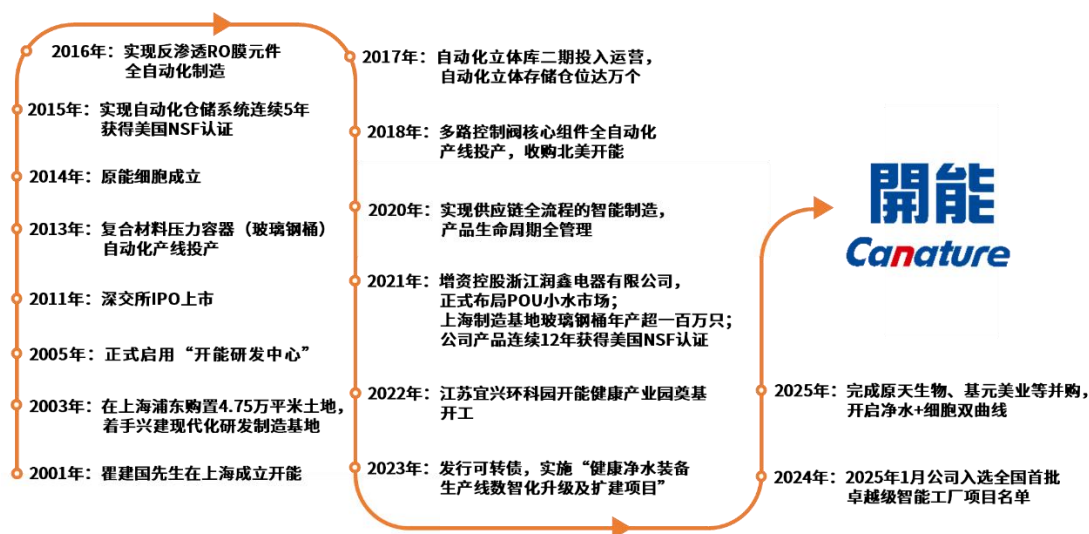 2016年：实现反渗透RO膜元件
全自动化制造
2015年：实现自动化仓储系统连续5年
获得美国NSF认证
2014年：原能细胞成立
2013年：复合材料压力容器（玻璃钢桶）
自动化产线投产
2011年：深交所IPO上市
2005年：正式启用“开能研发中心”
2003年：在上海浦东购置4.75万平米土地，
着手兴建现代化研发制造基地
2001年：瞿建国先生在上海成立开能
2017年：自动化立体库二期投入运营，
自动化立体存储仓位达万个
2018年：多路控制阀核心组件全自动化
产线投产，收购北美开能
2020年：实现供应链全流程的智能制造，
产品生命周期全管理
2021年：增资控股浙江润鑫电器有限公司，
正式布局POU小水市场；
上海制造基地玻璃钢桶年产超一百万只；
公司产品连续12年获得美国NSF认证
2022年：江苏宜兴环科园开能健康产业园奠基
开工
2023年：发行可转债，实施“健康净水装备
生产线数智化升级及扩建项目”
開能
Canature
2025年：完成原天生物、基元美业等并购，
开启净水+细胞双曲线
2024年：2025年1月公司入选全国首批
卓越级智能工厂项目名单